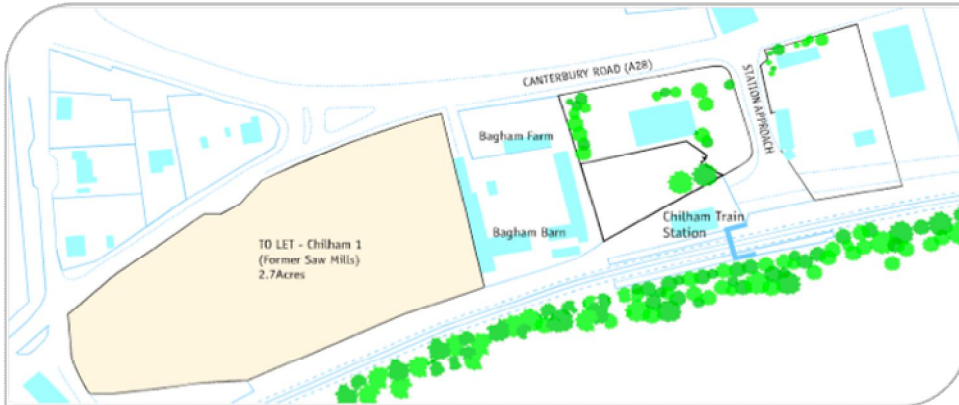 CANTERBURY ROAD (A28)
STATION APPROACH
Bagham Farm
Bagham Barn
Chilham Train
Station
TO LET - Chilham 1
(Former Saw Mills)
2.7Acres